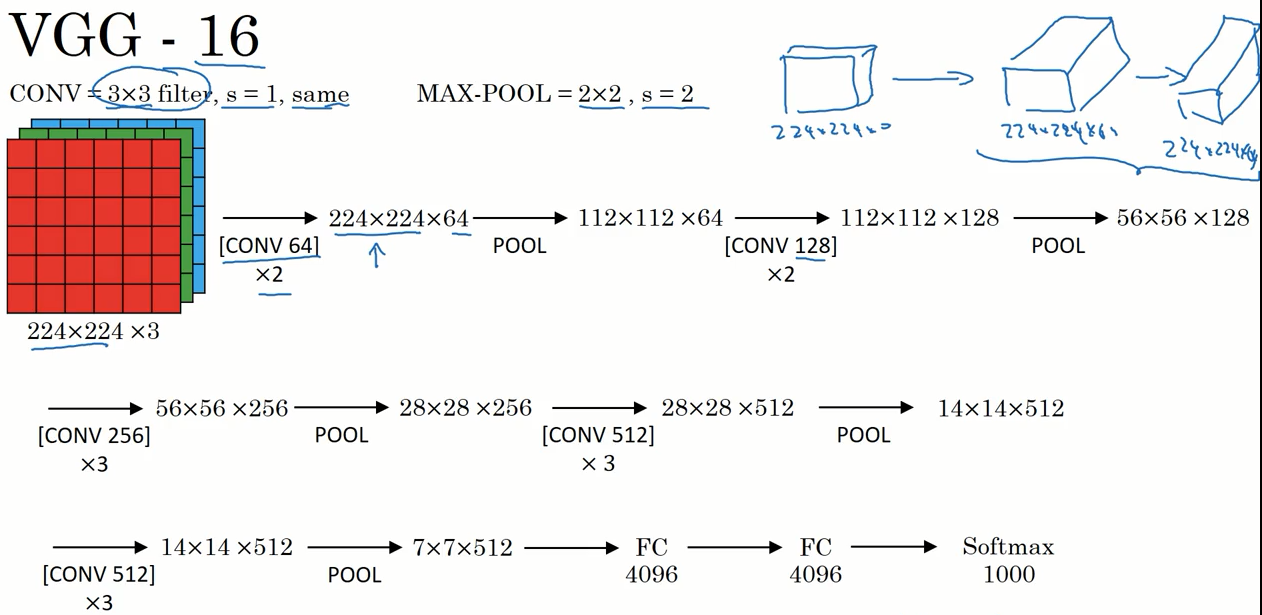 VGG - 16
CONV = 3×3 filter, s = 1, same
MAX-POOL = 2×2 , s = 2
224×224×3
224×224×64
224×224×64
224×224 ×3
[CONV 64]
×2
224×224×64
POOL
112×112 ×64
[CONV 128]
×2
112×112 ×128
POOL
56×56 ×128
[CONV 256]
×3
56×56 ×256
POOL
28×28 ×256
[CONV 512]
× 3
28×28 ×512
POOL
14×14×512
[CONV 512]
×3
14×14 ×512
POOL
7×7×512
FC
4096
FC
4096
Softmax
1000